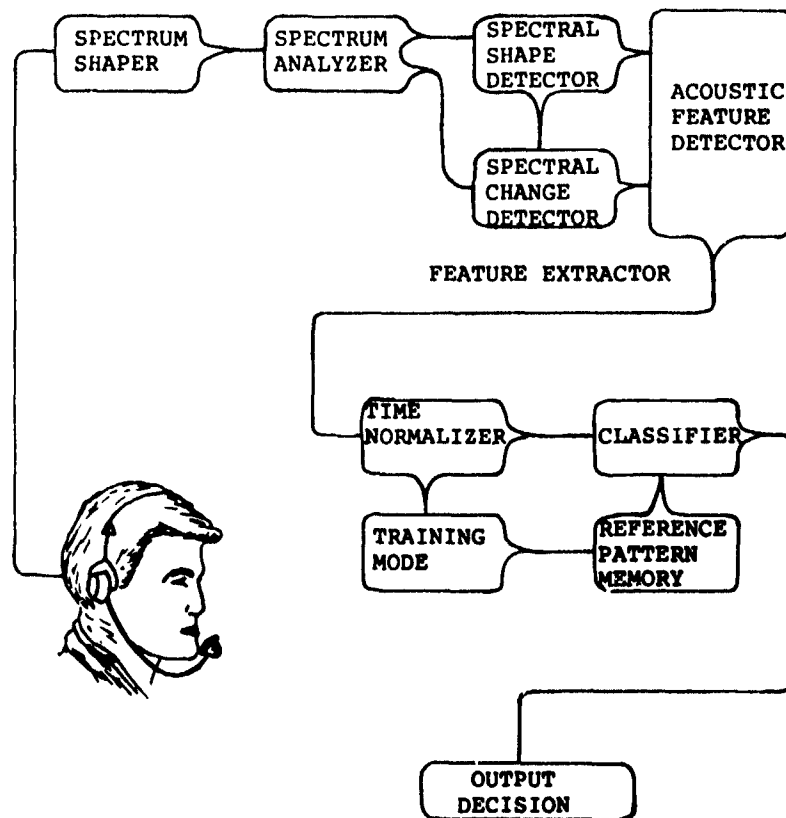 SPECTRUM
SHAPER
SPECTRUM
ANALYZER
SPECTRAL
SHAPE
DETECTOR
ACOUSTIC
FEATURE
DETECTOR
SPECTRAL
CHANGE
DETECTOR
FEATURE EXTRACTOR
TIME
NORMALIZER
CLASSIFIER
TRAINING
MODE
REFERENCE
PATTERN
MEMORY
OUTPUT
DECISION